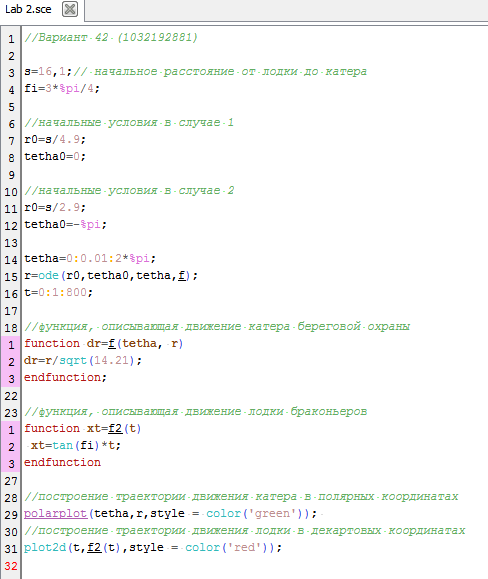 Lab 2.sce
1 //Вариант 42 (1032192881)
2
3 s=16,1;// начальное расстояние от лодки до катера
4 fi=3*%pi/4;
5
6 //начальные условия в случае 1
7 r0=s/4.9;
8 tetha0=0;
9
10 //начальные условия в случае 2
11 r0=s/2.9;
12 tetha0=-%pi;
13
14 tetha=0:0.01:2*%pi;
15 r=ode(r0,tetha0,tetha,f);
16 t=0:1:800;
17
18 //функция, описывающая движение катера береговой охраны
1 function dr=f(tetha, r)
2 dr=r/sqrt(14.21);
3 endfunction;
22
23 //функция, описывающая движение лодки браконьеров
1 function xt=f2(t)
2 xt=tan(fi)*t;
3 endfunction
27
28 //построение траектории движения катера в полярных координатах
29 polarplot(tetha,r,style = color('green'));
30 //построение траектории движения лодки в декартовых координатах
31 plot2d(t,f2(t),style = color('red'));
32